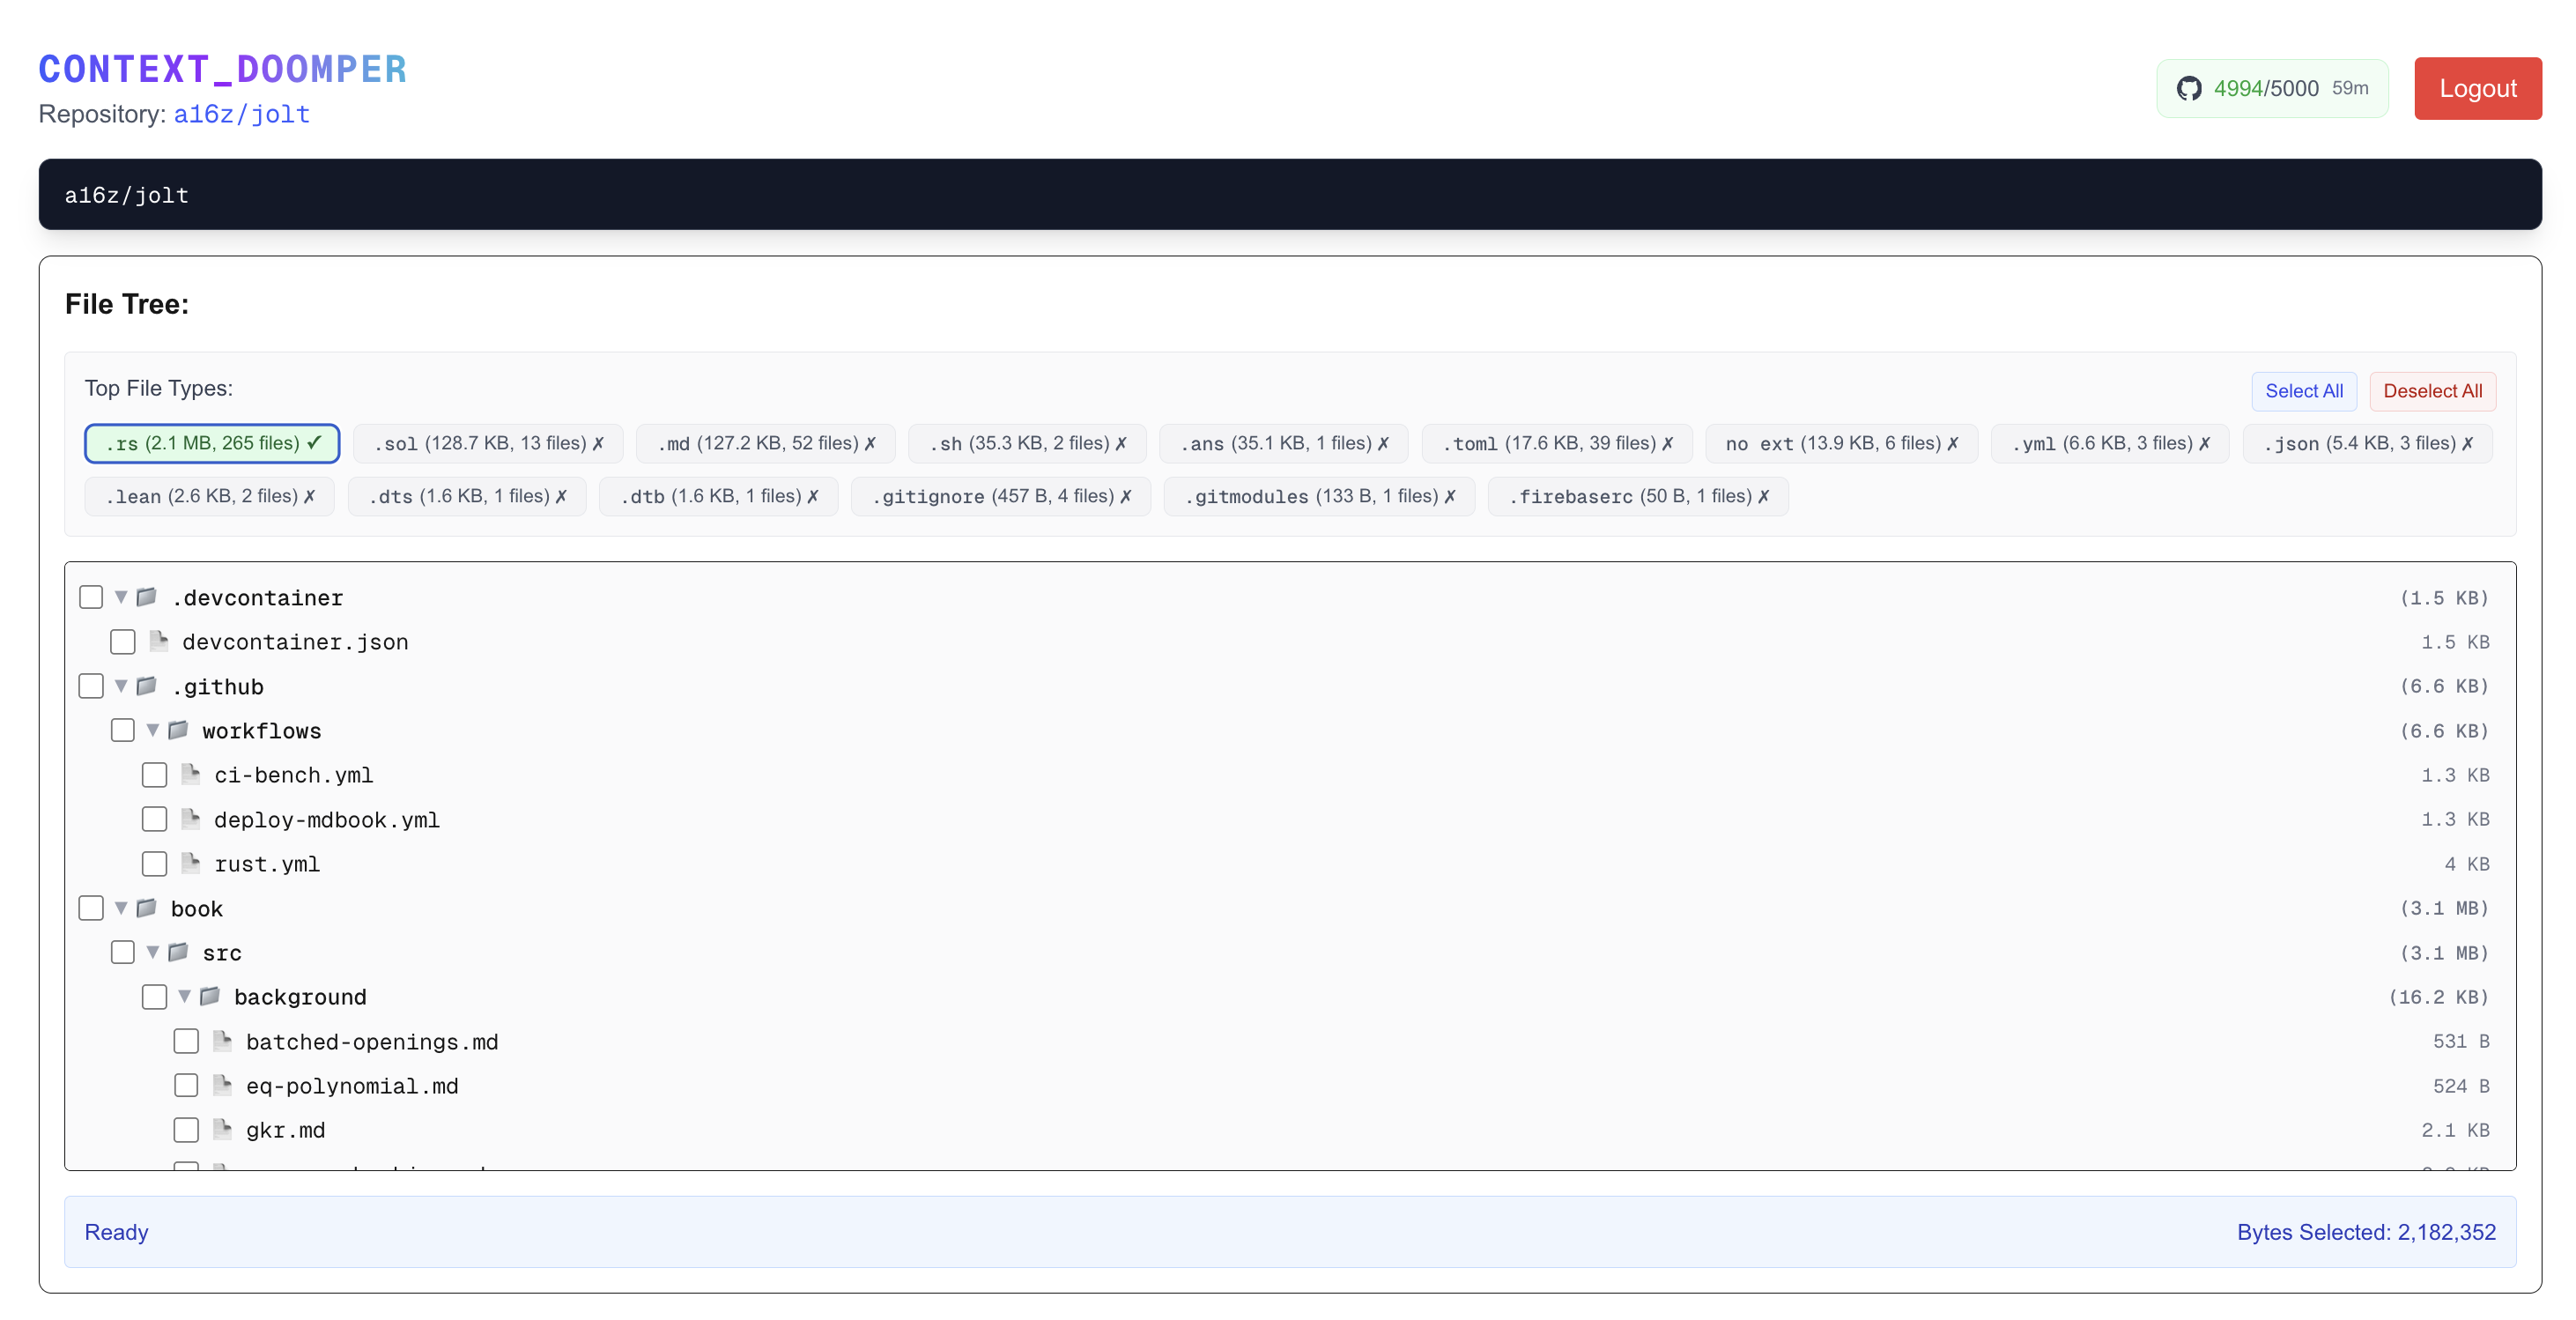 CONTEXT_DOOMPER
Repository: a16z/jolt
4994/5000 59m
Logout
a16z/jolt
File Tree:
Top File Types:
Select All
Deselect All
.rs (2.1 MB, 265 files) ✓ .sol (128.7 KB, 13 files) ✗ .md (127.2 KB, 52 files) ✗ .sh (35.3 KB, 2 files) ✗ .ans (35.1 KB, 1 files) ✗ .toml (17.6 KB, 39 files) ✗ no ext (13.9 KB, 6 files) ✗ .yml (6.6 KB, 3 files) ✗ .json (5.4 KB, 3 files) ✗
.lean (2.6 KB, 2 files) ✗ .dts (1.6 KB, 1 files) ✗ .dtb (1.6 KB, 1 files) ✗ .gitignore (457 B, 4 files) ✗ .gitmodules (133 B, 1 files) ✗ .firebaserc (50 B, 1 files) ✗
.devcontainer (1.5 KB)
devcontainer.json 1.5 KB
.github (6.6 KB)
workflows (6.6 KB)
ci-bench.yml 1.3 KB
deploy-mdbook.yml 1.3 KB
rust.yml 4 KB
book (3.1 MB)
src (3.1 MB)
background (16.2 KB)
batched-openings.md 531 B
eq-polynomial.md 524 B
gkr.md 2.1 KB
Ready
Bytes Selected: 2,182,352